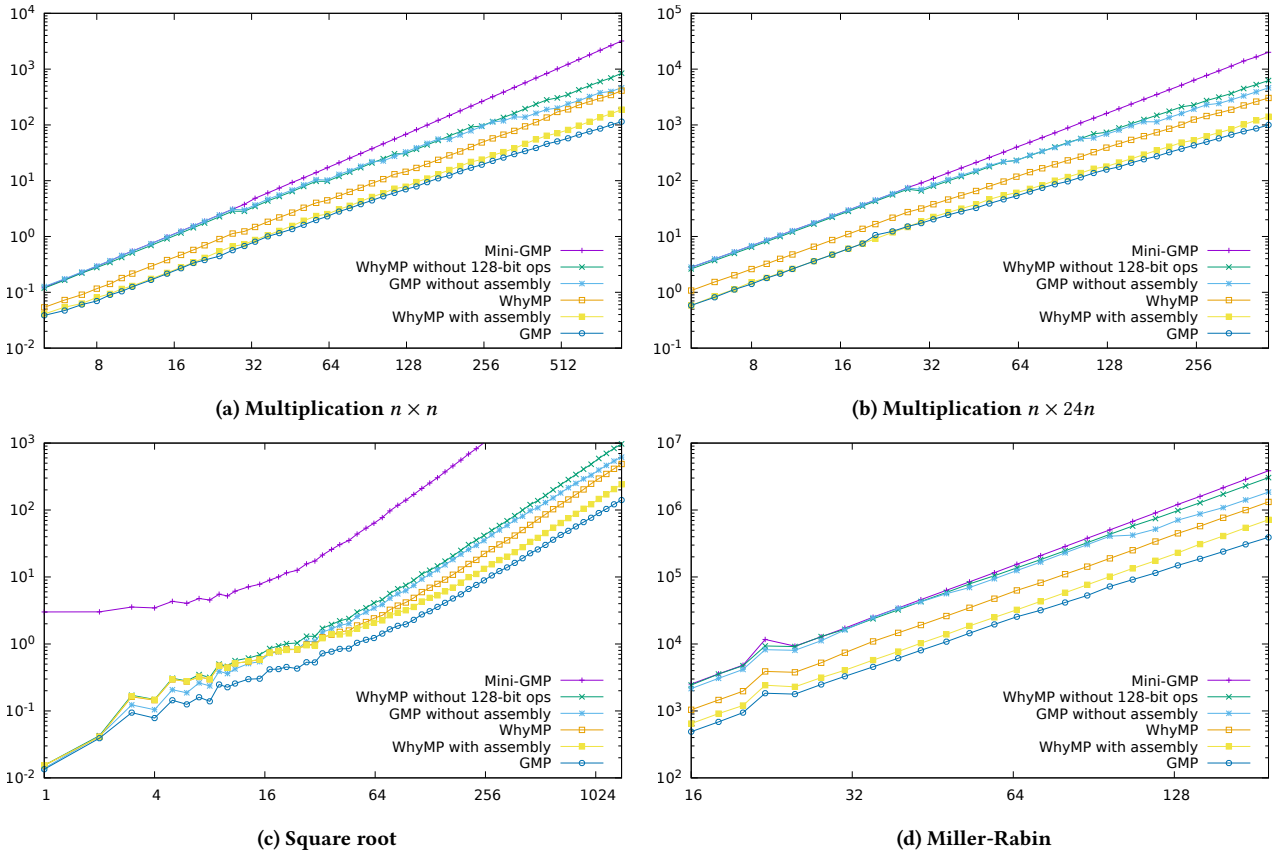 10^4
10^3
10^2
10^1
10^0
10^-1
10^-2
8 16 32 64 128 256 512
Mini-GMP
WhyMP without 128-bit ops
GMP without assembly
WhyMP
WhyMP with assembly
GMP
(a) Multiplication n × n
10^5
10^4
10^3
10^2
10^1
10^0
10^-1
8 16 32 64 128 256
Mini-GMP
WhyMP without 128-bit ops
GMP without assembly
WhyMP
WhyMP with assembly
GMP
(b) Multiplication n × 24n
10^3
10^2
10^1
10^0
10^-1
10^-2
1 4 16 64 256 1024
Mini-GMP
WhyMP without 128-bit ops
GMP without assembly
WhyMP
WhyMP with assembly
GMP
(c) Square root
10^7
10^6
10^5
10^4
10^3
10^2
16 32 64 128
Mini-GMP
WhyMP without 128-bit ops
GMP without assembly
WhyMP
WhyMP with assembly
GMP
(d) Miller-Rabin